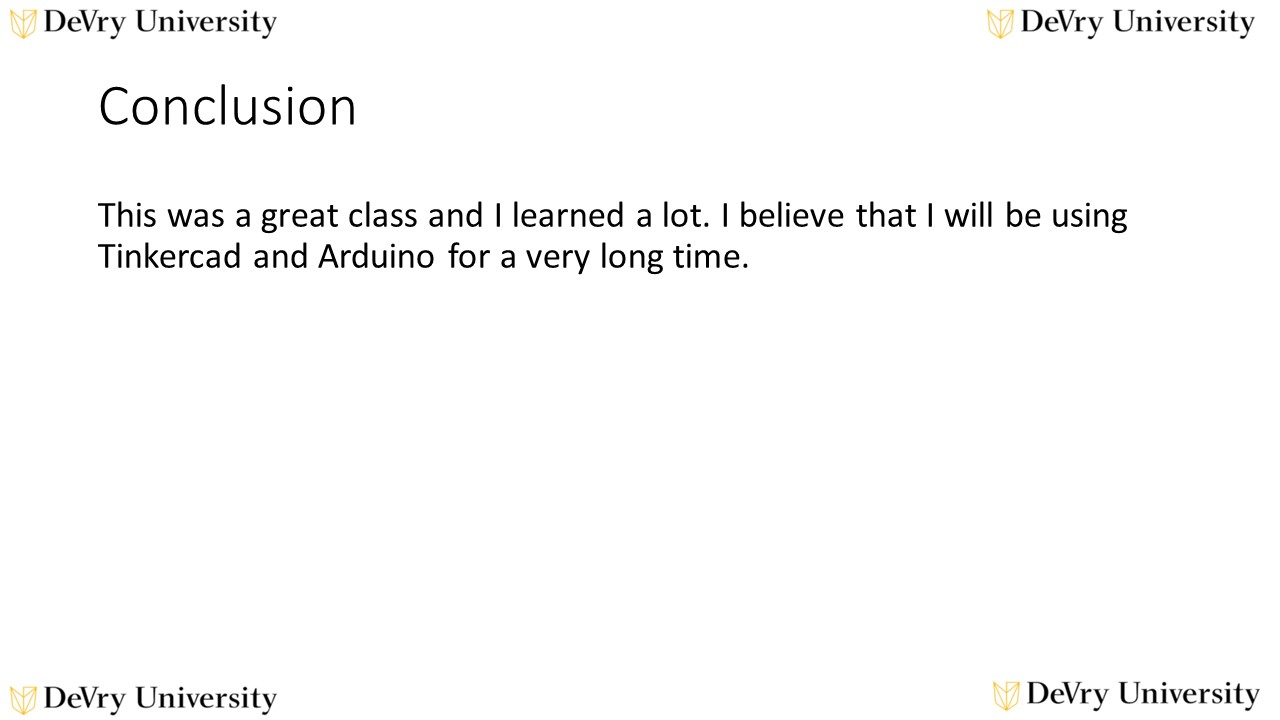 DeVry University
DeVry University
Conclusion
This was a great class and I learned a lot. I believe that I will be using
Tinkercad and Arduino for a very long time.
DeVry University
DeVry University